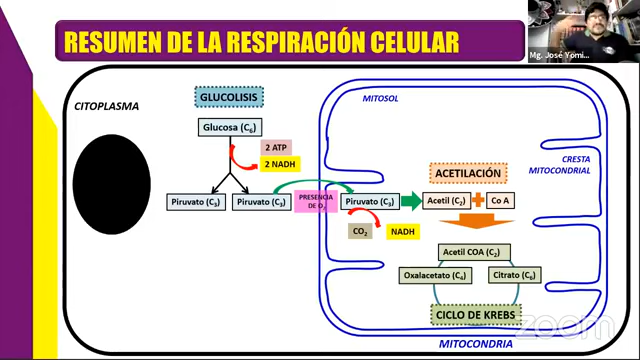 RESUMEN DE LA RESPIRACIÓN CELULAR
Mg. José Yomi...
CITOPLASMA
GLUCOLISIS
Glucosa (C6)
2 ATP
2 NADH
Piruvato (C3)
Piruvato (C3)
PRESENCIA
DE O2
MITOSOL
CRESTA
MITOCONDRIAL
Piruvato (C3)
CO2
NADH
ACETILACIÓN
Acetil (C2)
Co A
Acetil COA (C2)
Oxalacetato (C4)
Citrato (C6)
CICLO DE KREBS
MITOCONDRIA
zoom